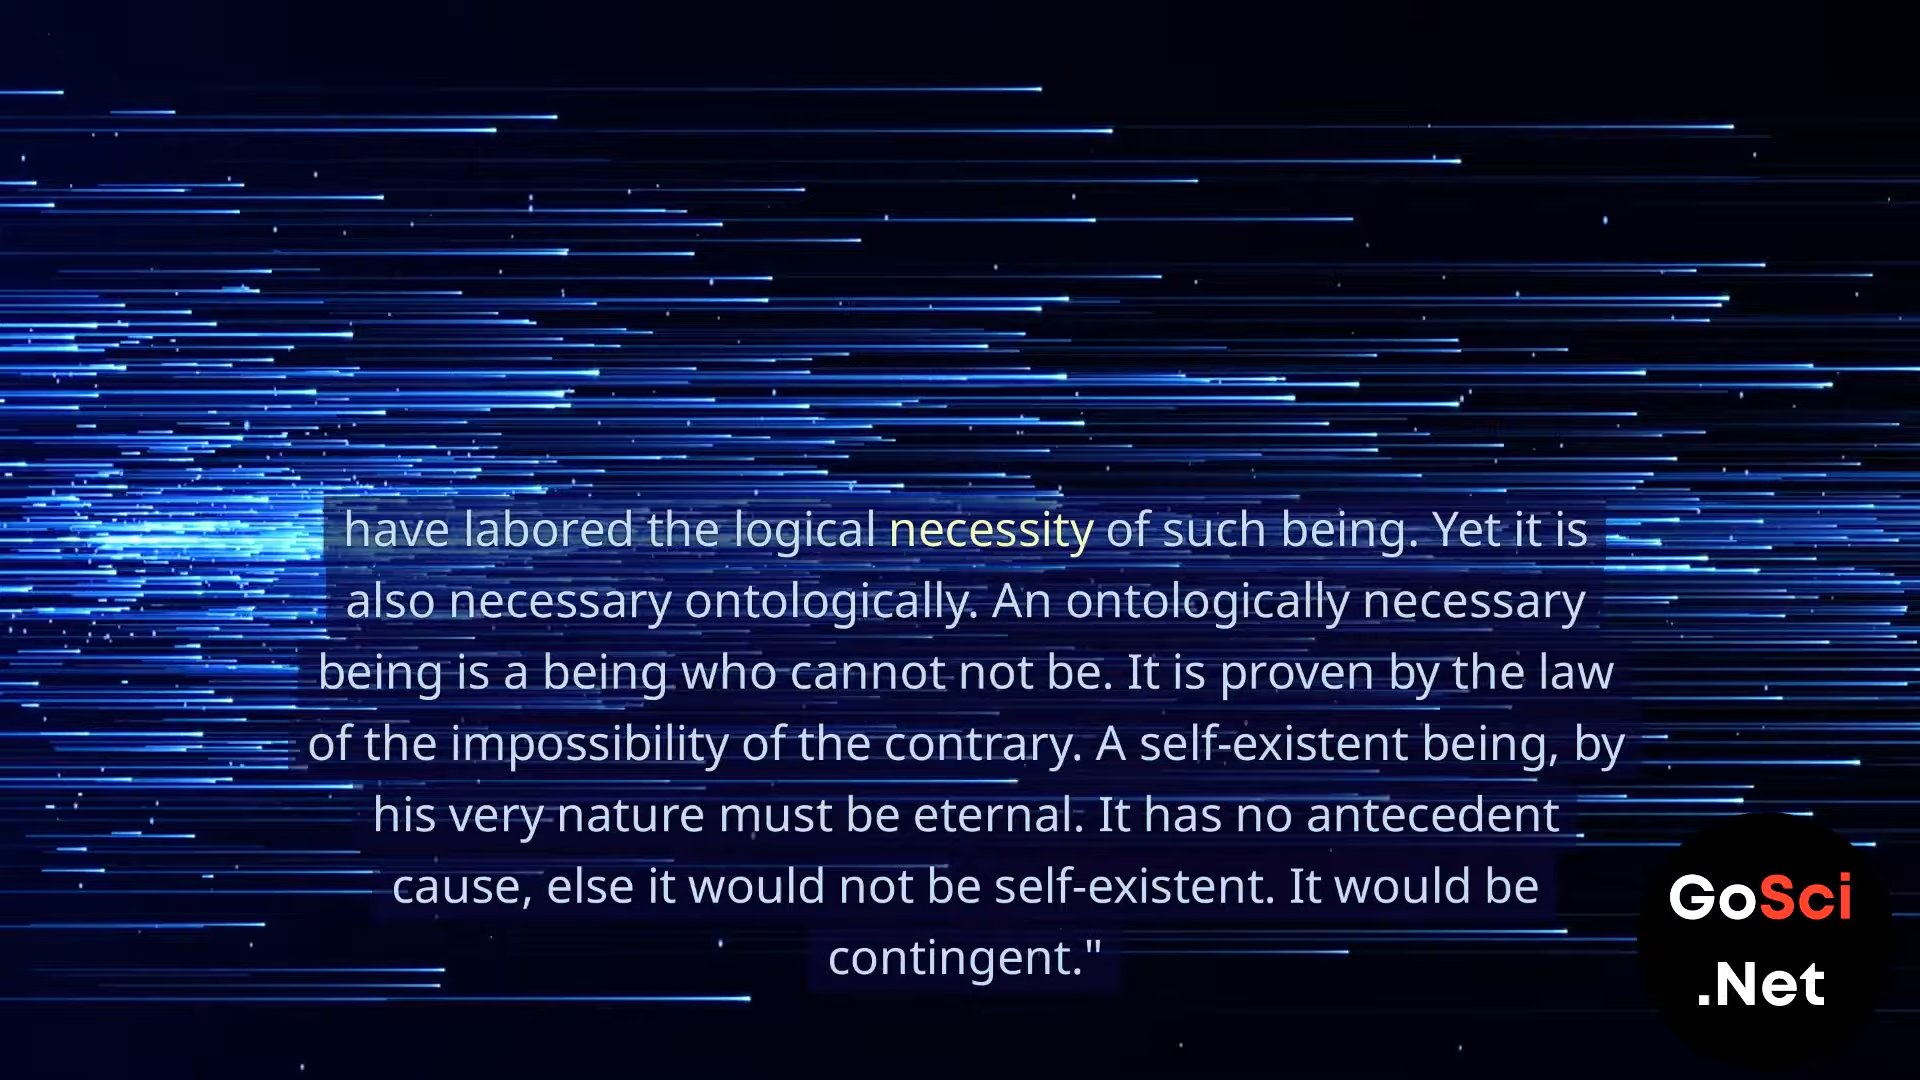 have labored the logical necessity of such being. Yet it is
also necessary ontologically. An ontologically necessary
being is a being who cannot not be. It is proven by the law
of the impossibility of the contrary. A self-existent being, by
his very nature must be eternal. It has no antecedent
cause, else it would not be self-existent. It would be
contingent."
GoSci
.Net